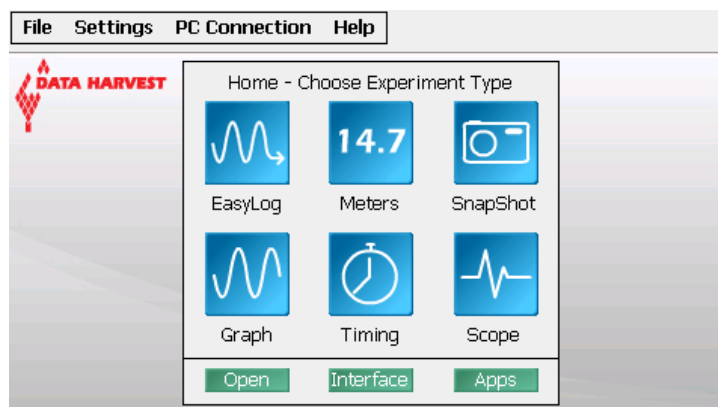 File Settings PC Connection Help
DATA HARVEST
Home - Choose Experiment Type
14.7
EasyLog Meters SnapShot
Graph Timing Scope
Open Interface Apps